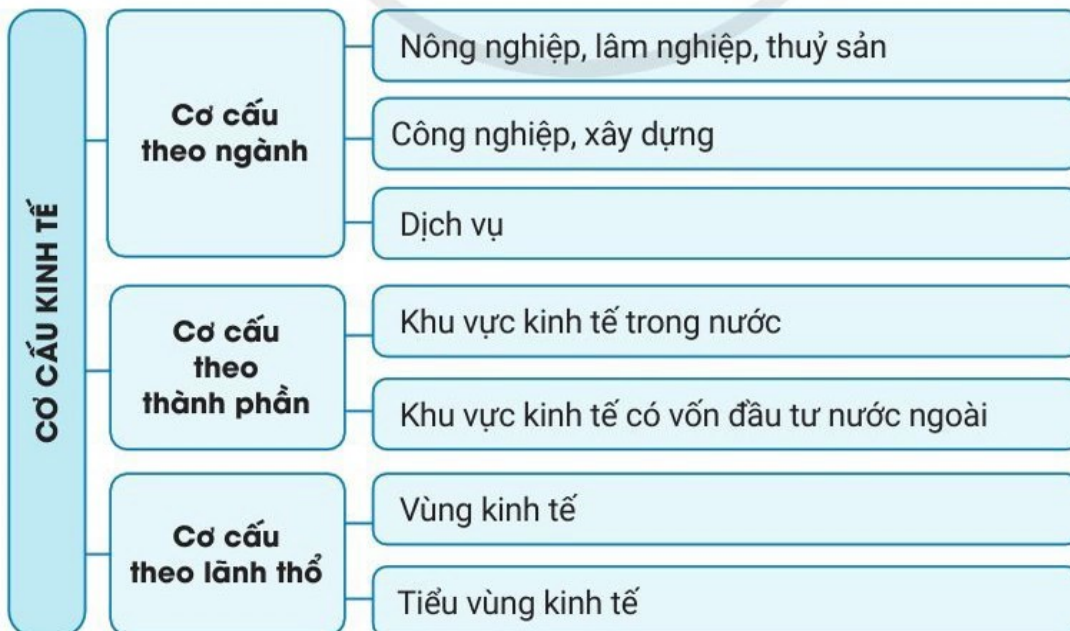 CƠ CẤU KINH TẾ
Cơ cấu
theo ngành
Nông nghiệp, lâm nghiệp, thuỷ sản
Công nghiệp, xây dựng
Dịch vụ
Cơ cấu
theo
thành phần
Khu vực kinh tế trong nước
Khu vực kinh tế có vốn đầu tư nước ngoài
Cơ cấu
theo lãnh thổ
Vùng kinh tế
Tiểu vùng kinh tế